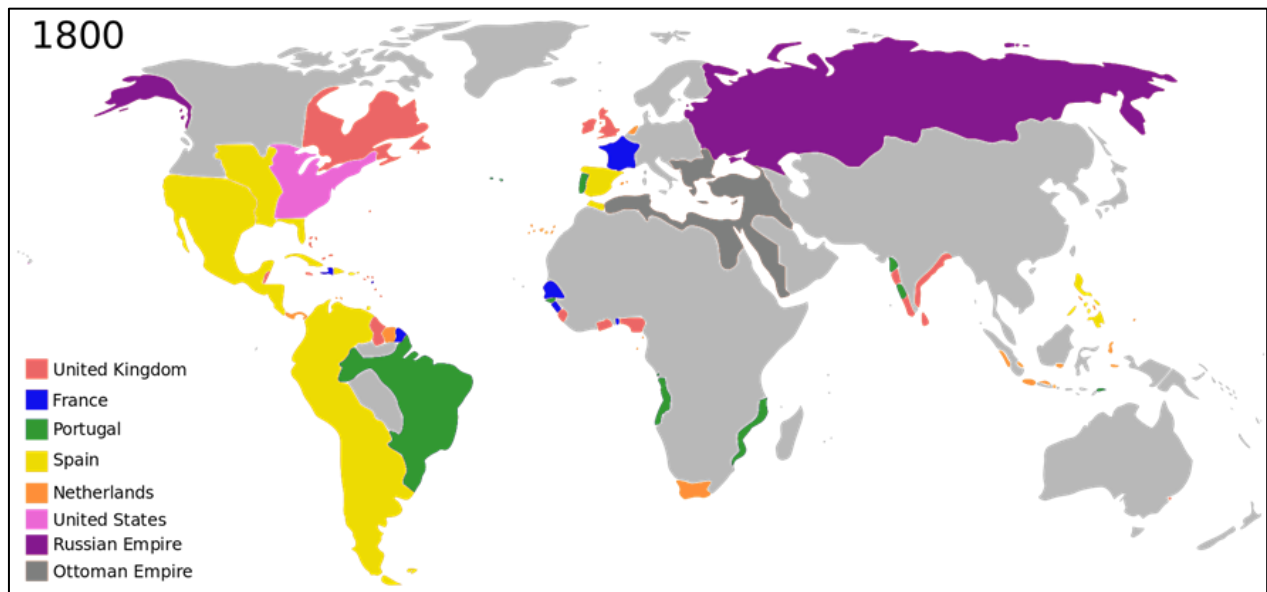 1800
United Kingdom
France
Portugal
Spain
Netherlands
United States
Russian Empire
Ottoman Empire